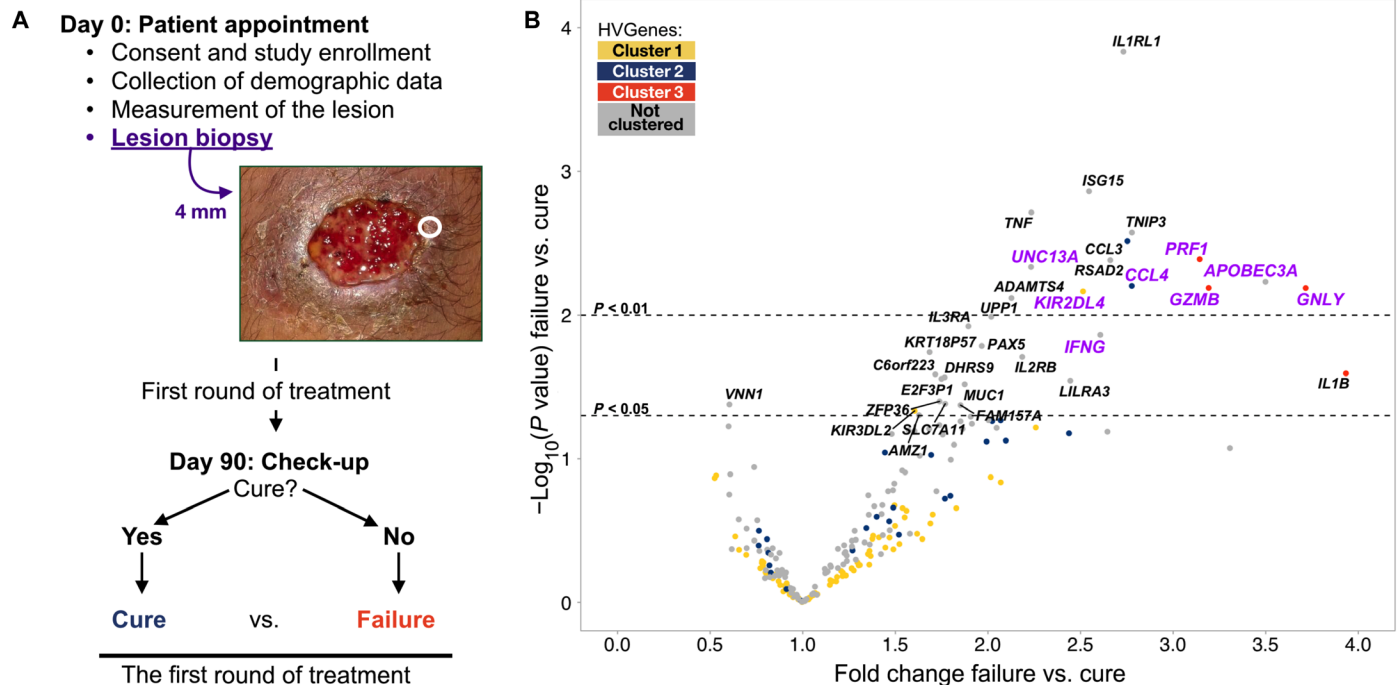 A
Day 0: Patient appointment
• Consent and study enrollment
• Collection of demographic data
• Measurement of the lesion
• Lesion biopsy
4 mm
First round of treatment
Day 90: Check-up
Cure?
Yes
No
Cure
vs.
Failure
The first round of treatment
B
HVGenes:
Cluster 1
Cluster 2
Cluster 3
Not
clustered
−Log10(P value) failure vs. cure
4
3
2
1
0
IL1RL1
ISG15
TNF
TNIP3
CCL3
PRF1
UNC13A
RSAD2
CCL4
APOBEC3A
ADAMTS4
KIR2DL4
GZMB
GNLY
P < 0.01
UPP1
IL3RA
KRT18P57
PAX5
IFNG
C6orf223
DHRS9
IL2RB
IL1B
VNN1
E2F3P1
MUC1
LILRA3
P < 0.05
ZFP36
FAM157A
KIR3DL2
SLC7A11
AMZ1
0.0
0.5
1.0
1.5
2.0
2.5
3.0
3.5
4.0
Fold change failure vs. cure